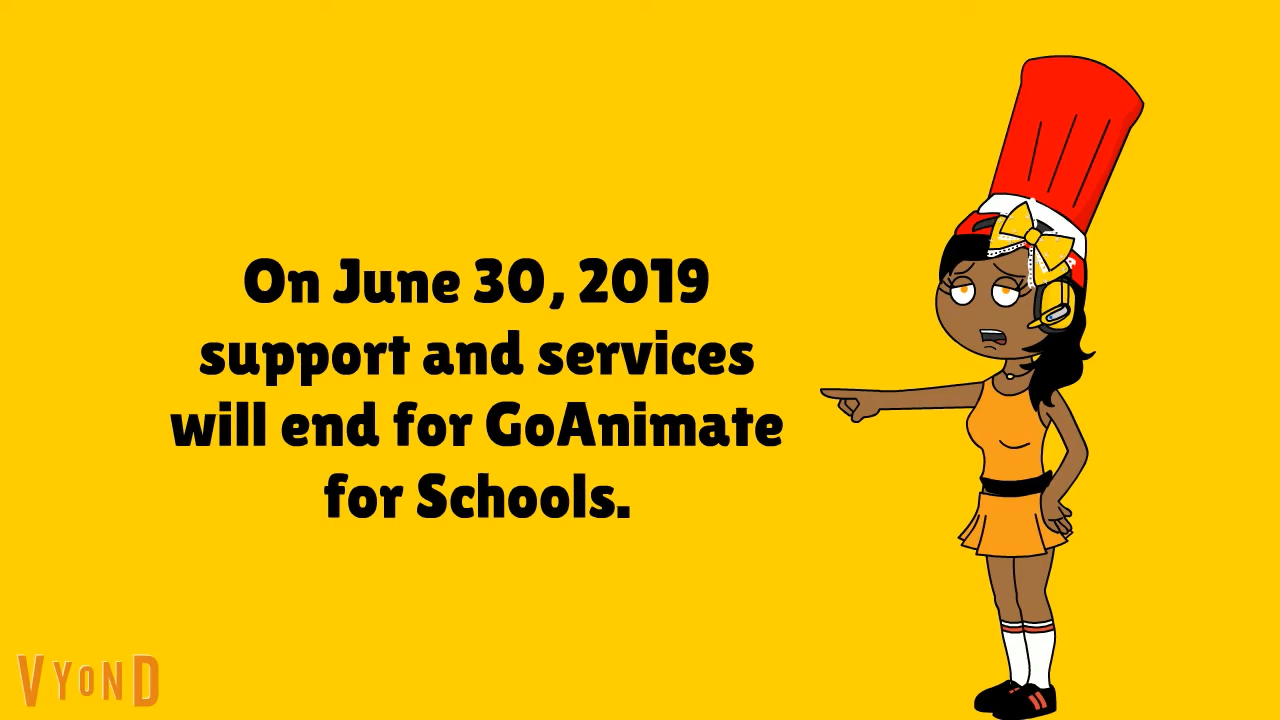 On June 30, 2019
support and services
will end for GoAnimate
for Schools.
VYOND